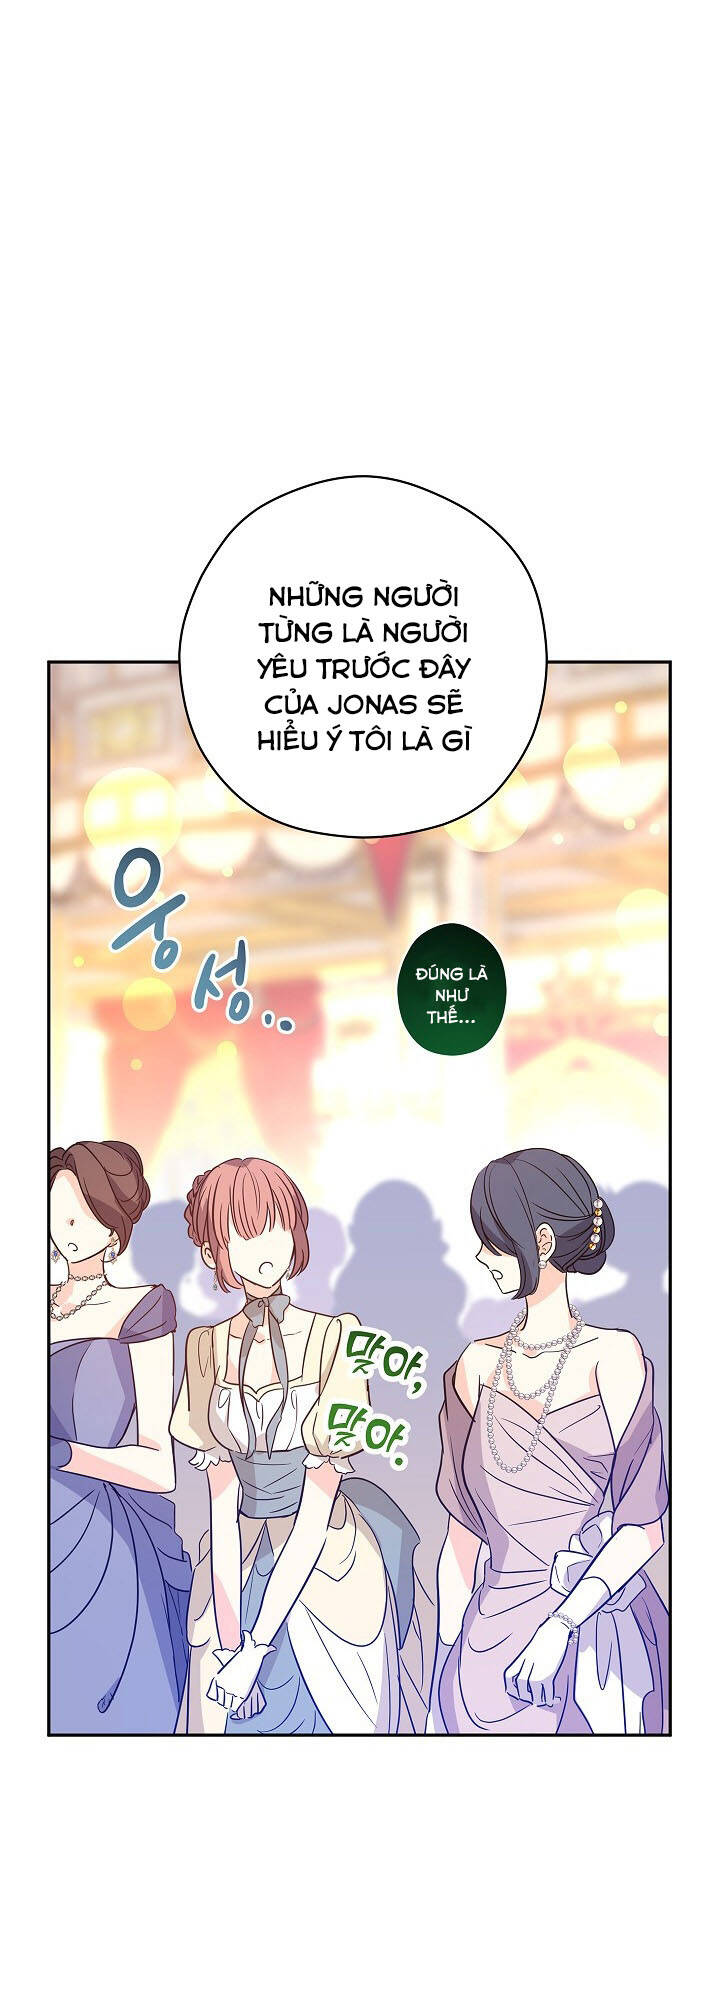 NHỮNG NGƯỜI
TỪNG LÀ NGƯỜI
YÊU TRƯỚC ĐÂY
CỦA JONAS SẼ
HIỂU Ý TÔI LÀ GÌ
웅성..
ĐÚNG LÀ
NHƯ
THẾ...
맞아,
맞아.